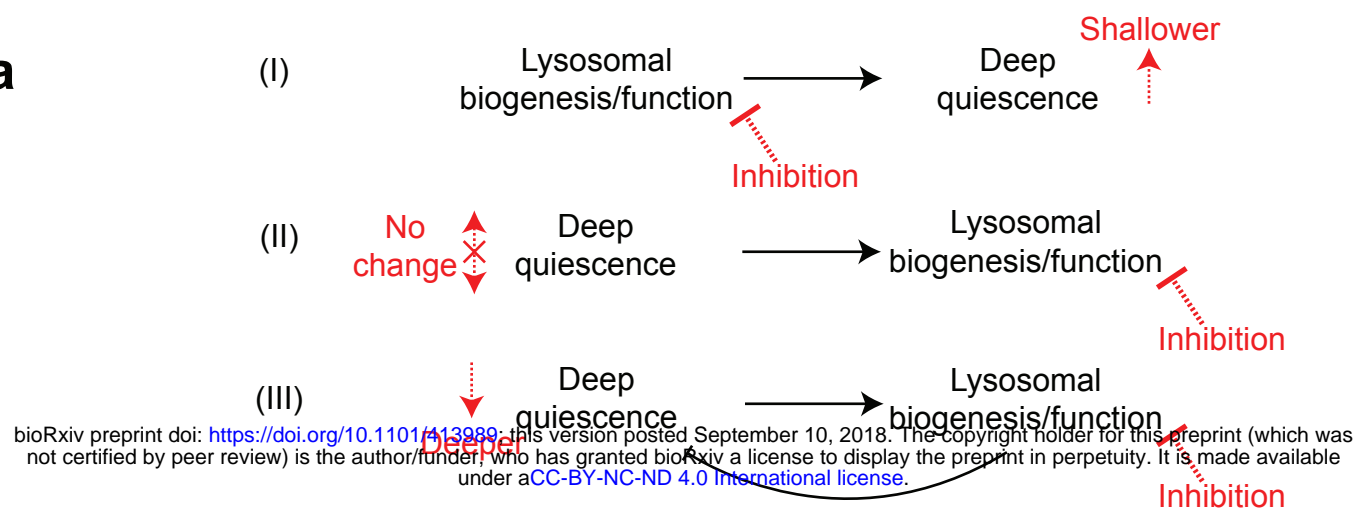 a
(I)
Lysosomal
biogenesis/function
Deep
quiescence
Shallower
Inhibition
(II)
No
change
Deep
quiescence
Lysosomal
biogenesis/function
Inhibition
(III)
Deeper
Deep
quiescence
Lysosomal
biogenesis/function
Inhibition
bioRxiv preprint doi: https://doi.org/10.1101/413989; this version posted September 10, 2018. The copyright holder for this preprint (which was
not certified by peer review) is the author/funder, who has granted bioRxiv a license to display the preprint in perpetuity. It is made available
under aCC-BY-NC-ND 4.0 International license.